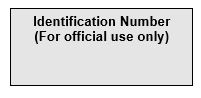 Identification Number
(For official use only)